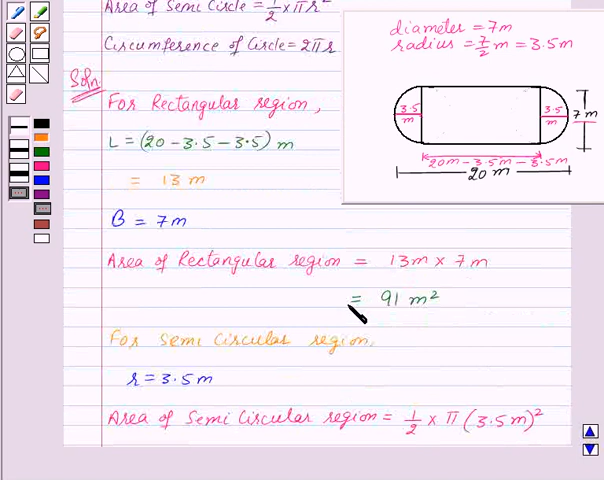 Area of Semi Circle = 1/2 × π r²
Circumference of Circle = 2πr
Soln.
For Rectangular region,
L = (20 - 3.5 - 3.5) m
= 13 m
B = 7m
Area of Rectangular region = 13m × 7m
= 91 m²
For Semi Circular region,
r = 3.5 m
Area of Semi Circular region = 1/2 × π (3.5 m)²
diameter = 7m
radius = 7/2 m = 3.5m
3.5 m
3.5 m
7 m
20m - 3.5m - 3.5m
20 m